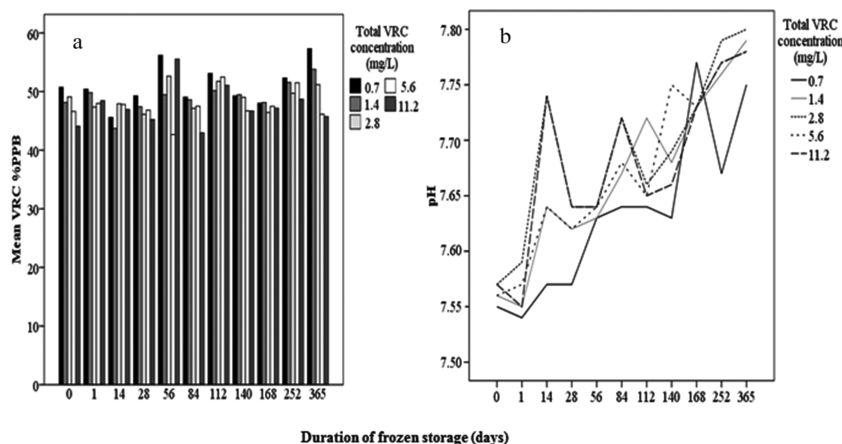 a
Mean VRC %PPB
60
50
40
30
20
10
0
0 1 14 28 56 84 112 140 168 252 365
Total VRC
concentration
(mg/L)
0.7 5.6
1.4 11.2
2.8
b
pH
7.80
7.75
7.70
7.65
7.60
7.55
7.50
0 1 14 28 56 84 112 140 168 252 365
Total VRC
concentration
(mg/L)
0.7
1.4
2.8
5.6
11.2
Duration of frozen storage (days)